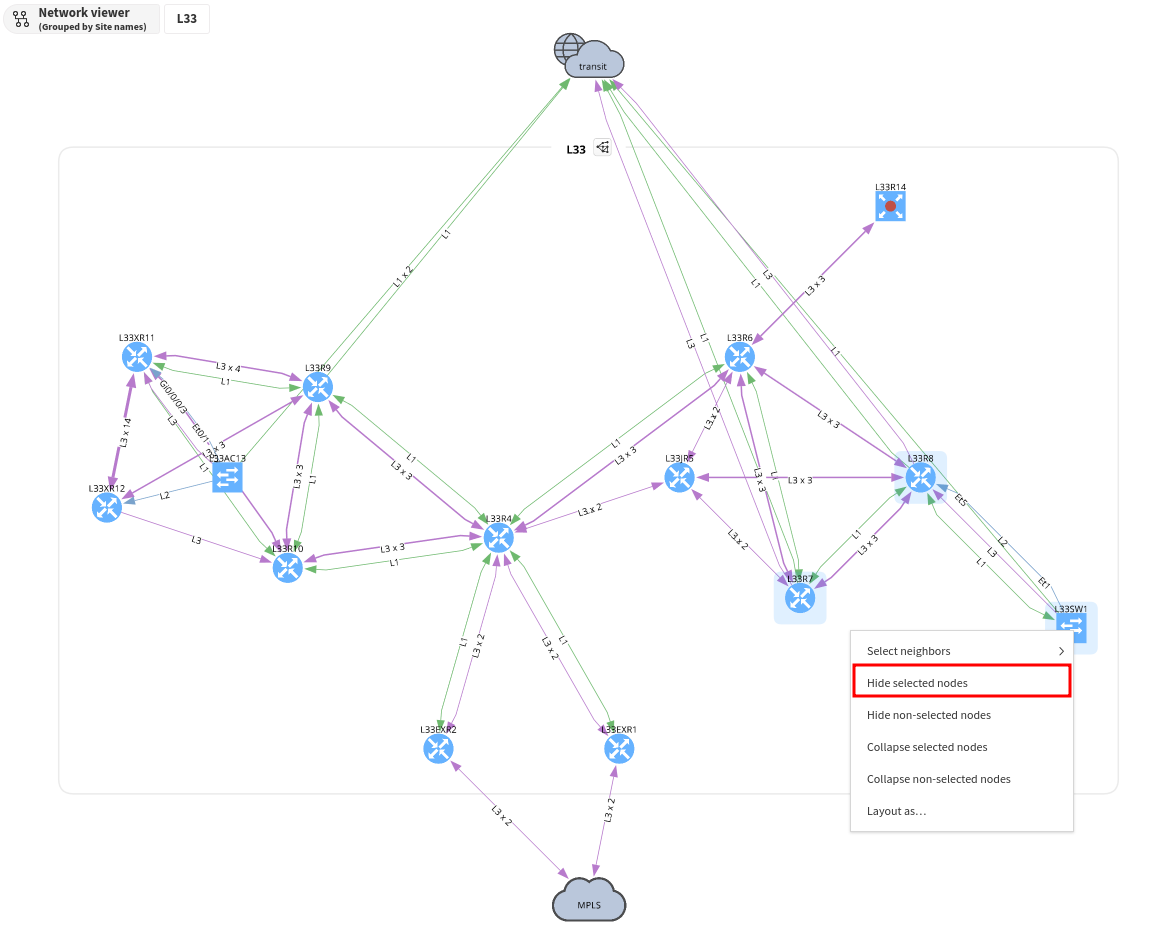 Network viewer
(Grouped by Site names)
L33
transit
L33
L33R14
L1
L1 x 2
L3
L1
L3 x 3
L3
L1
L1
L33XR11
L33R9
L33R6
L3 x 4
L1
Gi0/0/0/3
L3
Et0/1
L3 x 14
L3 x 3
L1
L33AC13
L33XR12
L2
L3
L33R10
L3 x 3
L1
L1
L3 x 3
L33R4
L3 x 3
L1
L1
L3 x 3
L3 x 2
L3 x 2
L33JR5
L3 x 3
L3 x 3
L33R8
L3 x 3
L1
L3 x 2
L1
L3 x 3
L33R7
Et5
L2
L3
L1
Et1
L33SW1
L1
L3 x 2
L3 x 2
L1
L33EXR2
L33EXR1
L3 x 2
L3 x 2
MPLS
Select neighbors
Hide selected nodes
Hide non-selected nodes
Collapse selected nodes
Collapse non-selected nodes
Layout as…